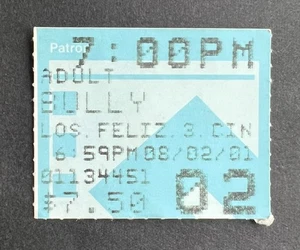 Patron
7:00PM
ADULT
BULLY
LOS FELIZ 3 CIN
6:59PM 08/02/01
01134451
02
$7.50